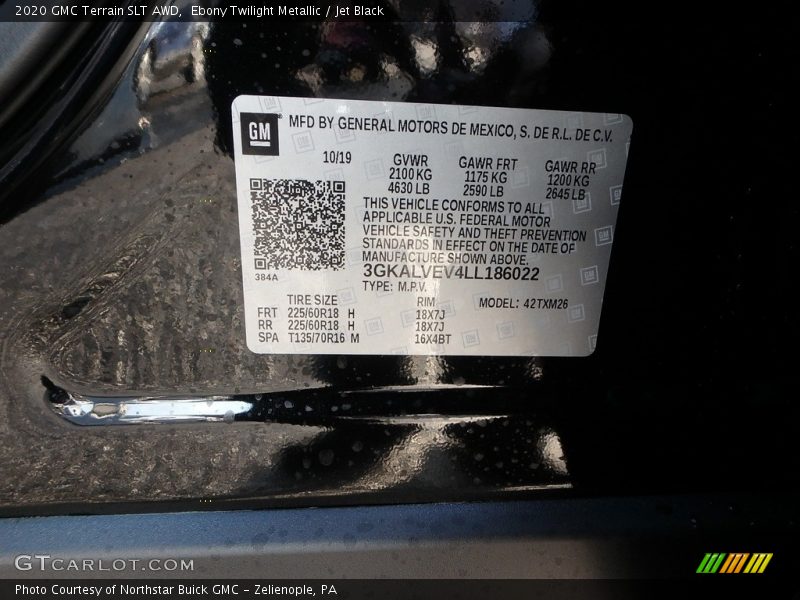 2020 GMC Terrain SLT AWD, Ebony Twilight Metallic / Jet Black
GM
MFD BY GENERAL MOTORS DE MEXICO, S. DE R.L. DE C.V.
10/19 GVWR GAWR FRT GAWR RR
2100 KG 1175 KG 1200 KG
4630 LB 2590 LB 2645 LB
THIS VEHICLE CONFORMS TO ALL
APPLICABLE U.S. FEDERAL MOTOR
VEHICLE SAFETY AND THEFT PREVENTION
STANDARDS IN EFFECT ON THE DATE OF
MANUFACTURE SHOWN ABOVE.
384A
3GKALVEV4LL186022
TYPE: M.P.V.
TIRE SIZE RIM MODEL: 42TXM26
FRT 225/60R18 H 18X7J
RR 225/60R18 H 18X7J
SPA T135/70R16 M 16X4BT
GTCARLOT.COM
Photo Courtesy of Northstar Buick GMC - Zelienople, PA